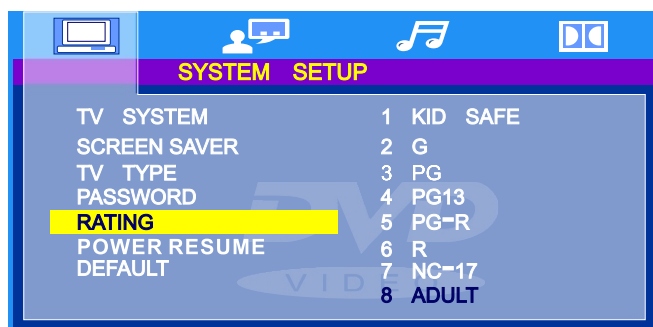 SYSTEM SETUP
TV SYSTEM
SCREEN SAVER
TV TYPE
PASSWORD
RATING
POWER RESUME
DEFAULT
1 KID SAFE
2 G
3 PG
4 PG13
5 PG-R
6 R
7 NC-17
8 ADULT
DVD
VIDEO